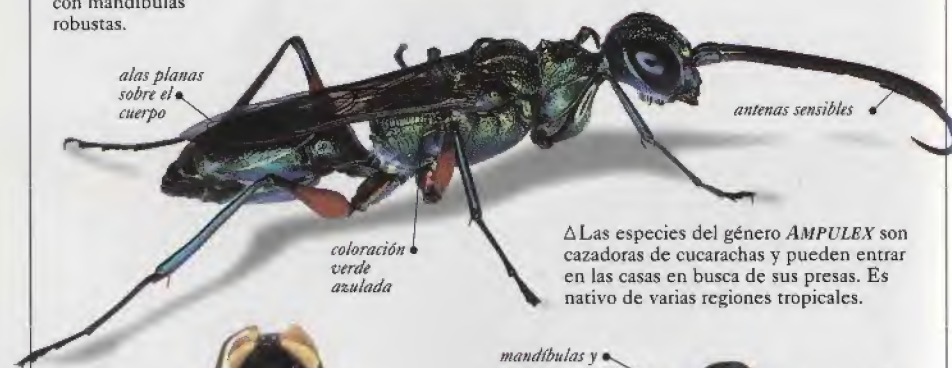 con mandíbulas
robustas.
alas planas
sobre el
cuerpo
antenas sensibles
coloración
verde
azulada
△Las especies del género AMPULEX son
cazadoras de cucarachas y pueden entrar
en las casas en busca de sus presas. Es
nativo de varias regiones tropicales.
mandíbulas y